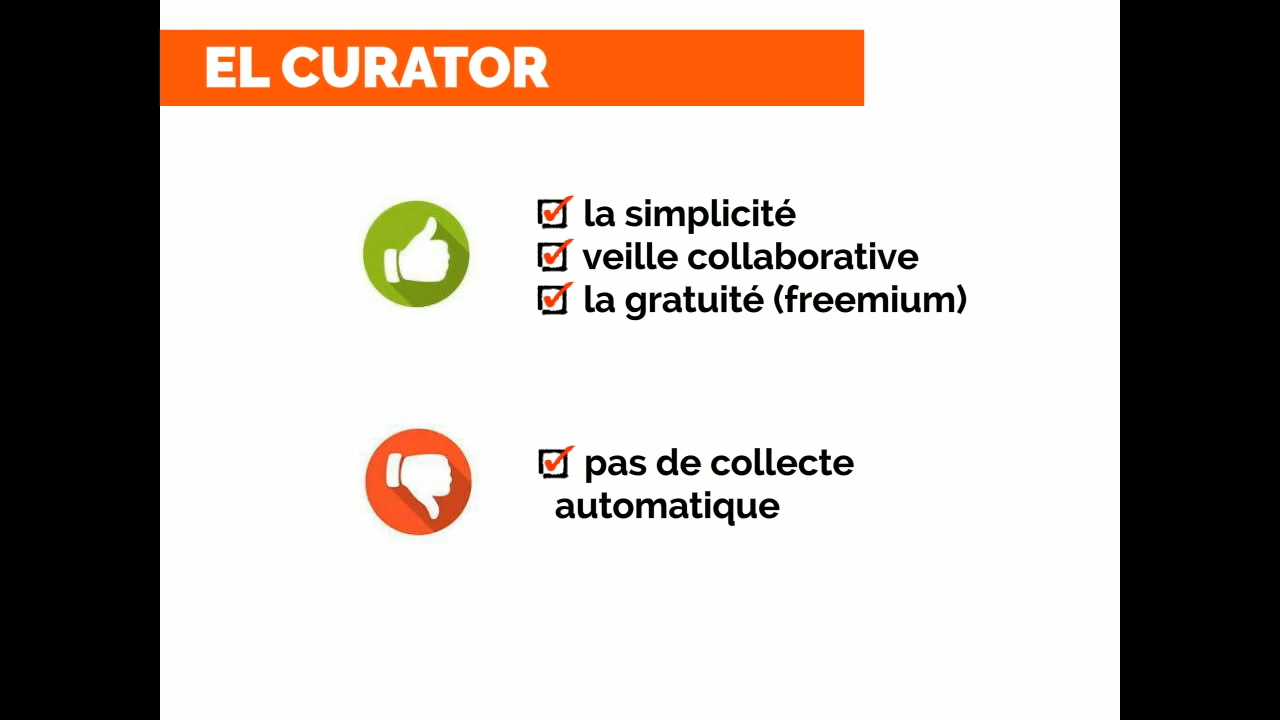 EL CURATOR
la simplicité
veille collaborative
la gratuité (freemium)
pas de collecte
automatique